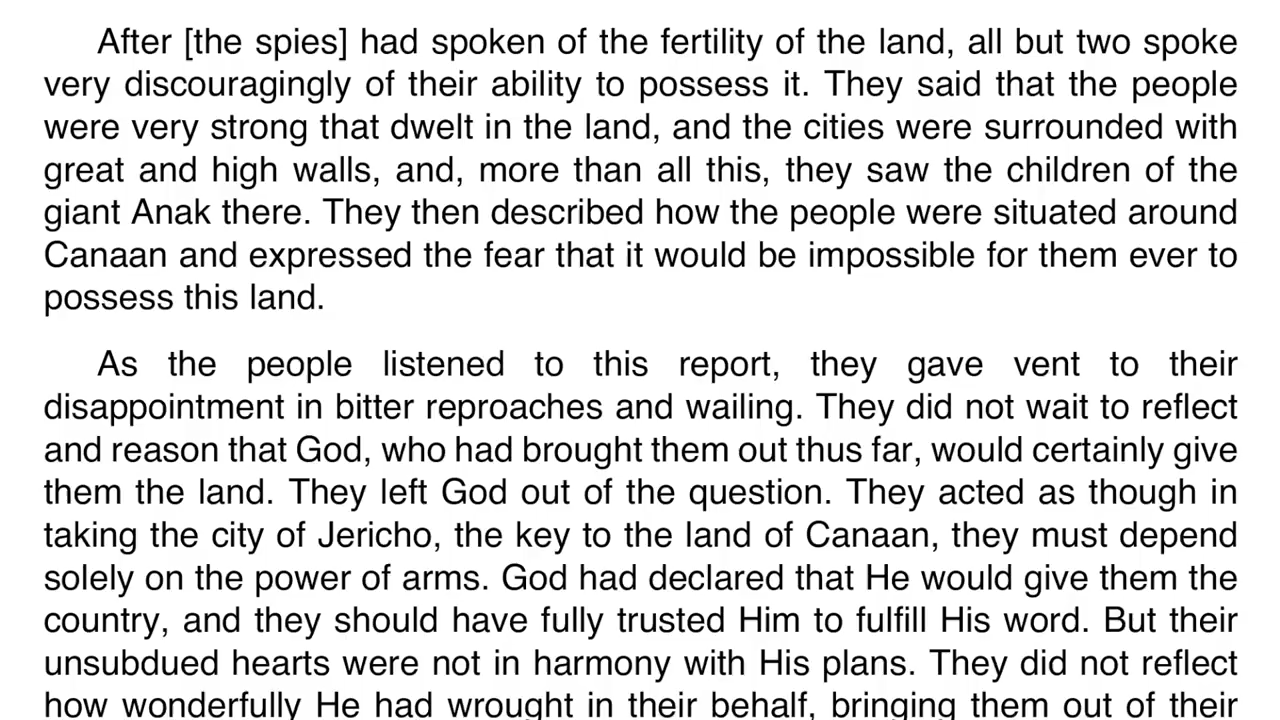 After [the spies] had spoken of the fertility of the land, all but two spoke
very discouragingly of their ability to possess it. They said that the people
were very strong that dwelt in the land, and the cities were surrounded with
great and high walls, and, more than all this, they saw the children of the
giant Anak there. They then described how the people were situated around
Canaan and expressed the fear that it would be impossible for them ever to
possess this land.
As the people listened to this report, they gave vent to their
disappointment in bitter reproaches and wailing. They did not wait to reflect
and reason that God, who had brought them out thus far, would certainly give
them the land. They left God out of the question. They acted as though in
taking the city of Jericho, the key to the land of Canaan, they must depend
solely on the power of arms. God had declared that He would give them the
country, and they should have fully trusted Him to fulfill His word. But their
unsubdued hearts were not in harmony with His plans. They did not reflect
how wonderfully He had wrought in their behalf, bringing them out of their